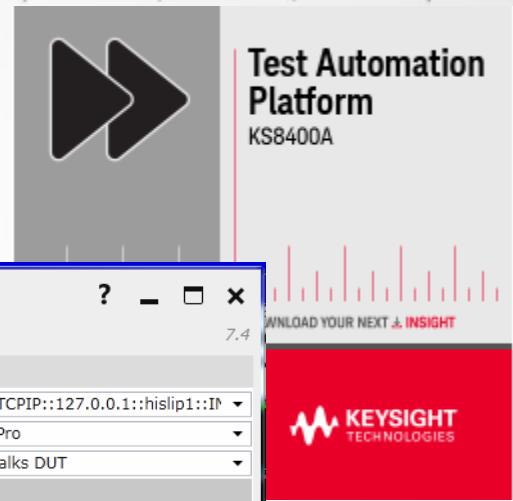 Test Automation
Platform
KS8400A
?
7.4
WNLOAD YOUR NEXT INSIGHT
TCPIP::127.0.0.1::hislip1::IN
Pro
alks DUT
KEYSIGHT
TECHNOLOGIES